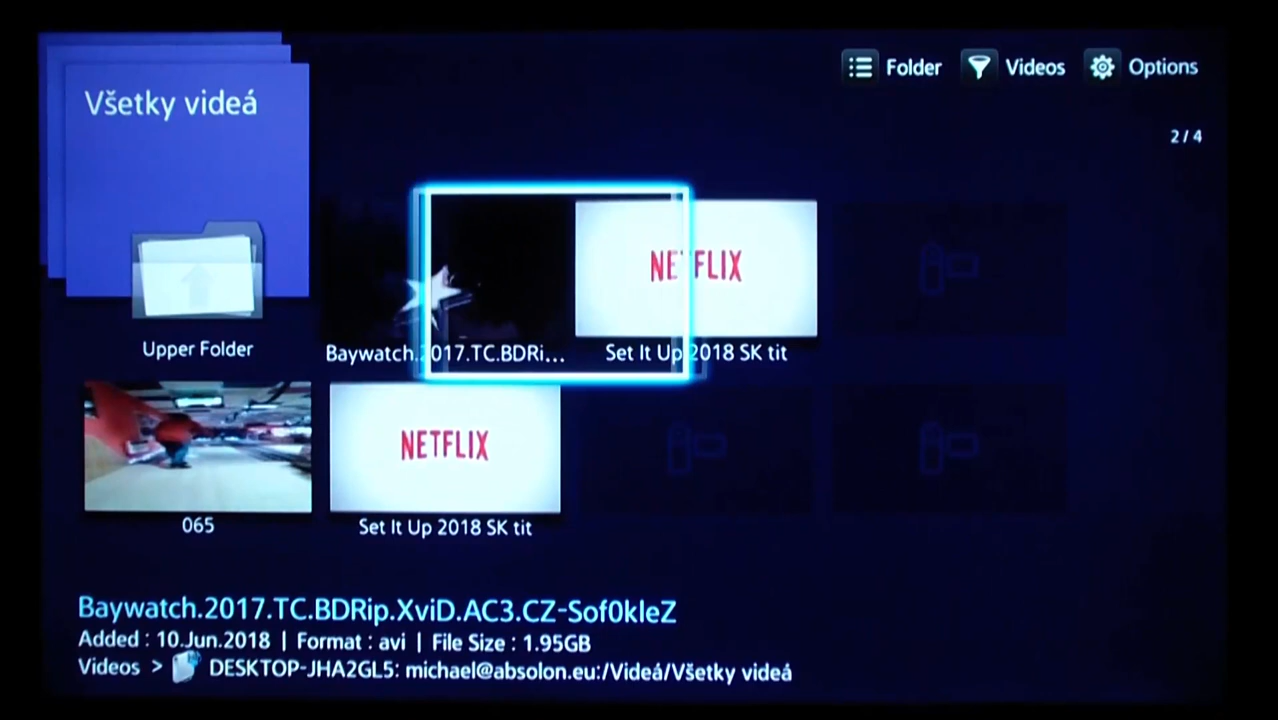 Všetky videá
Folder
Videos
Options
2 / 4
NETFLIX
Upper Folder
Baywatch.2017.TC.BDRi...
Set It Up 2018 SK tit
NETFLIX
065
Set It Up 2018 SK tit
Baywatch.2017.TC.BDRip.XviD.AC3.CZ-Sof0kleZ
Added : 10.Jun.2018 | Format : avi | File Size : 1.95GB
Videos > DESKTOP-JHA2GL5: michael@absolon.eu:/Videá/Všetky videá